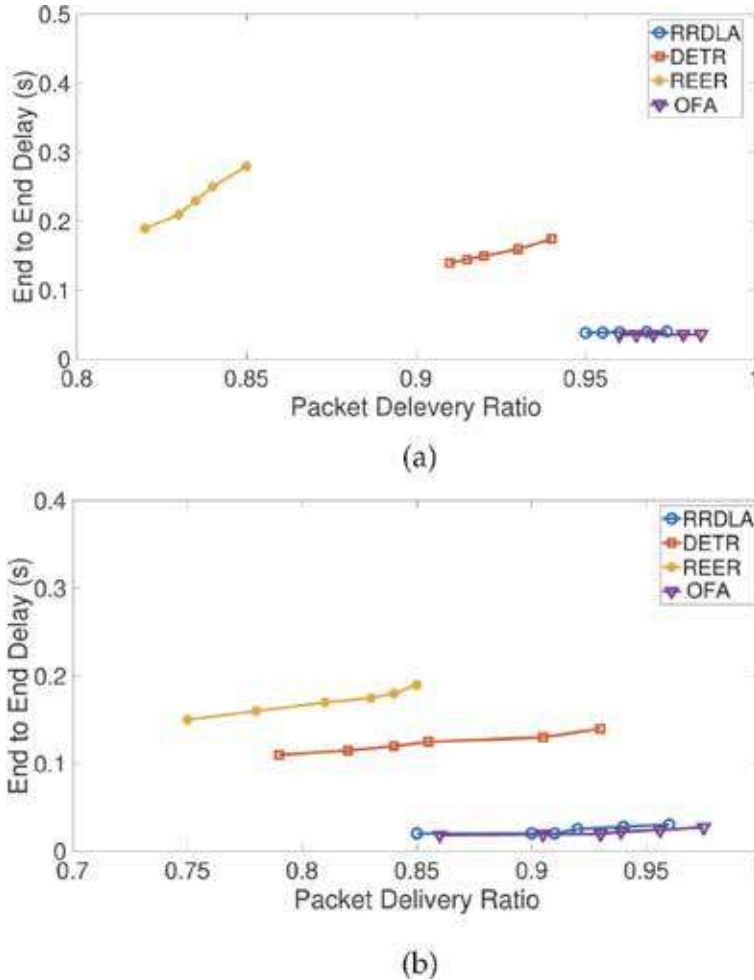 0.5
0.4
0.3
0.2
0.1
0
End to End Delay (s)
RRDLA
DETR
REER
OFA
0.8 0.85 0.9 0.95 1
Packet Delevery Ratio
(a)
0.4
0.3
0.2
0.1
0
End to End Delay (s)
RRDLA
DETR
REER
OFA
0.7 0.75 0.8 0.85 0.9 0.95
Packet Delivery Ratio
(b)